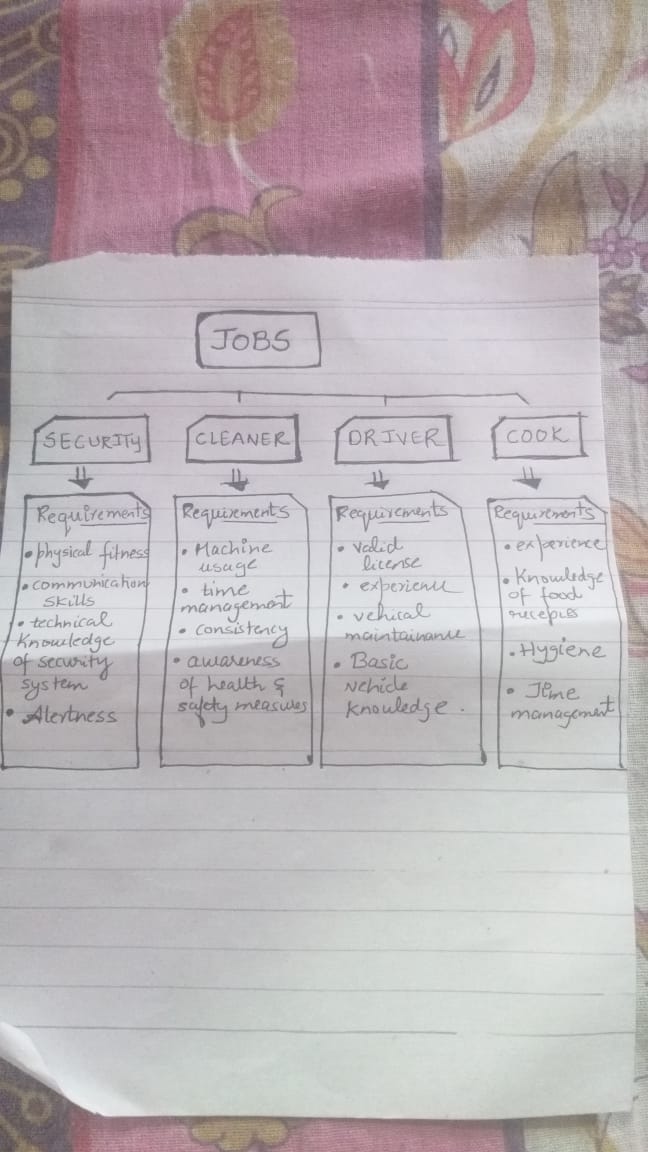 JOBS
SECURITY
CLEANER
DRIVER
COOK
Requirements
• physical fitness
• communication
skills
• technical
Knowledge
of security
system
• Alertness
Requirements
• Machine
usage
• time
management
• consistency
• awareness
of health &
safety measures
Requirements
• valid
license
• experience
• vehical
maintainance
• Basic
vehicle
knowledge.
Requirements
• experience
• Knowledge
of food
recepies
• Hygiene
• Time
management